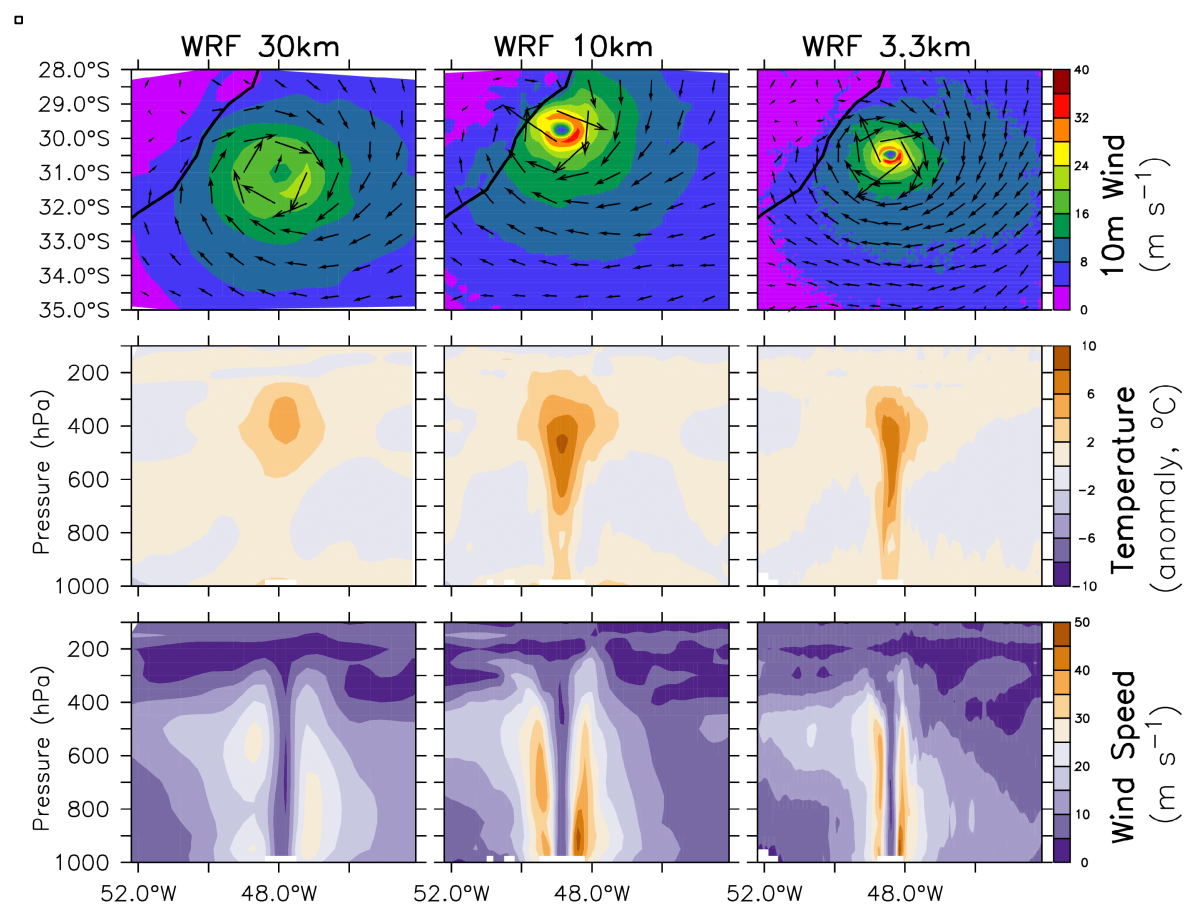 WRF 30km WRF 10km WRF 3.3km
28.0°S
29.0°S
30.0°S
31.0°S
32.0°S
33.0°S
34.0°S
35.0°S
40
32
24
16
8
0
10m Wind
(m s⁻¹)
Pressure (hPa)
200
400
600
800
1000
10
6
2
−2
−6
−10
Temperature
(anomaly, °C)
Pressure (hPa)
200
400
600
800
1000
50
40
30
20
10
0
Wind Speed
(m s⁻¹)
52.0°W 48.0°W 52.0°W 48.0°W 52.0°W 48.0°W